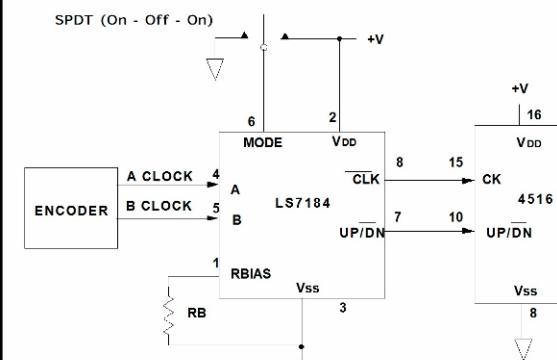 SPDT (On - Off - On)
+V
+V
6
2
16
MODE
VDD
VDD
A CLOCK
4
A
CLK
8
15
CK
ENCODER
LS7184
4516
B CLOCK
5
B
7
10
UP/DN
UP/DN
1
RBIAS
VSS
VSS
RB
3
8